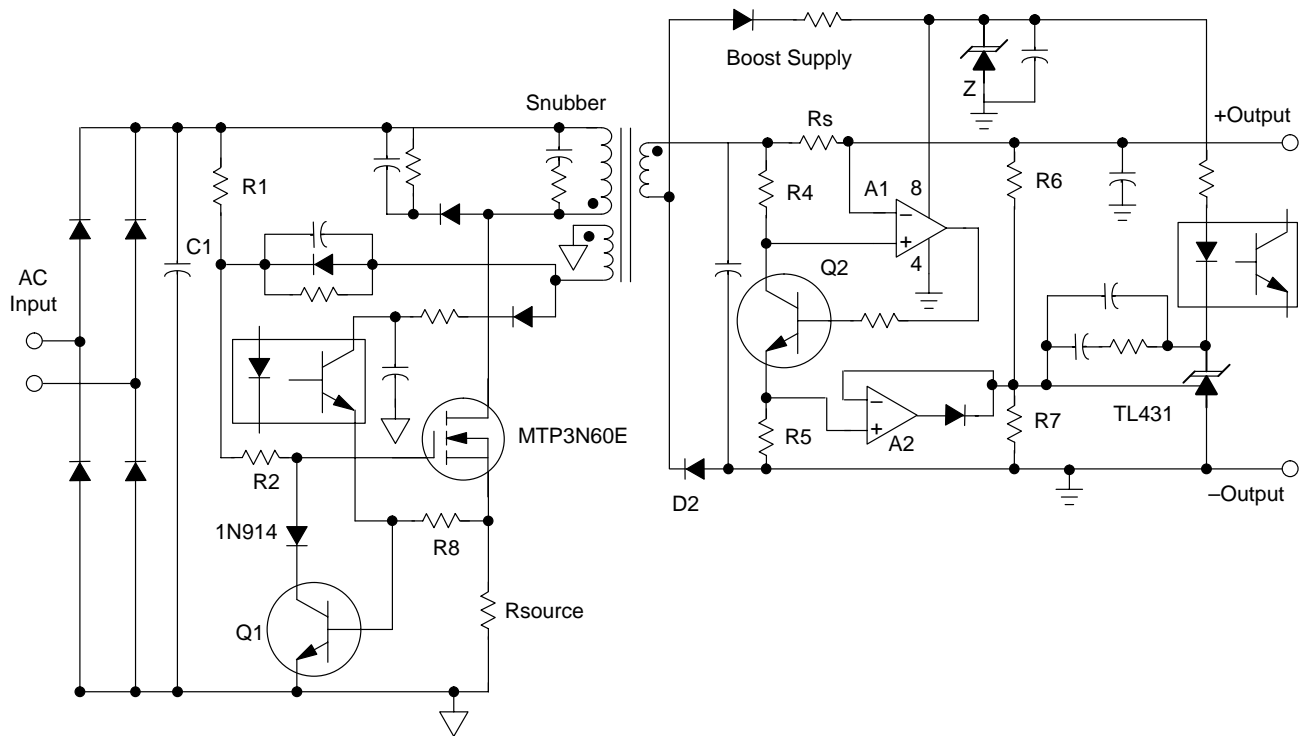 Boost Supply
Z
Snubber
Rs
+Output
R1
R4
A1
8
R6
C1
−
+
4
Q2
AC
Input
MTP3N60E
TL431
−
+
R2
R5
A2
R7
D2
−Output
1N914
R8
Rsource
Q1